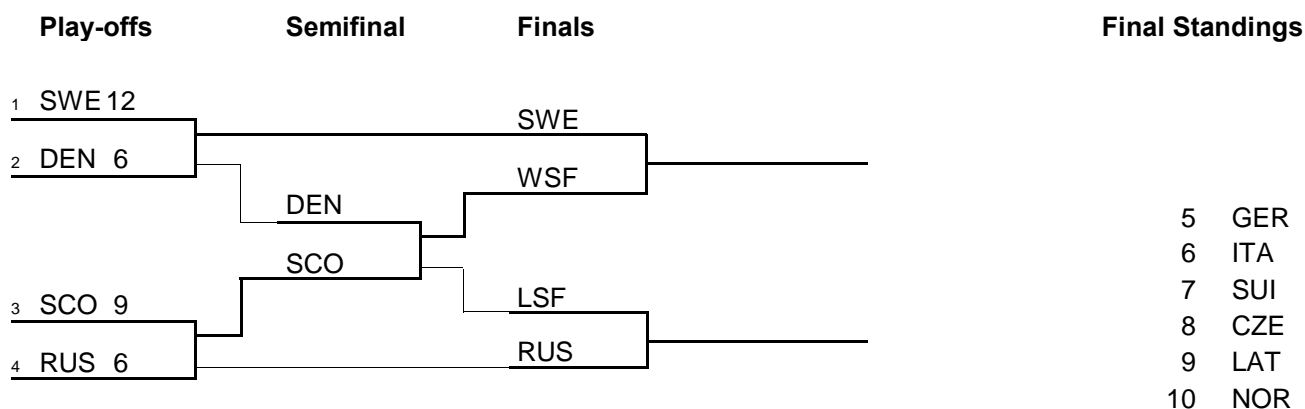 Play-offs Semifinal Finals Final Standings
1 SWE 12
SWE
2 DEN 6
WSF
DEN
5 GER
SCO
6 ITA
7 SUI
3 SCO 9
LSF
8 CZE
RUS
4 RUS 6
9 LAT
10 NOR